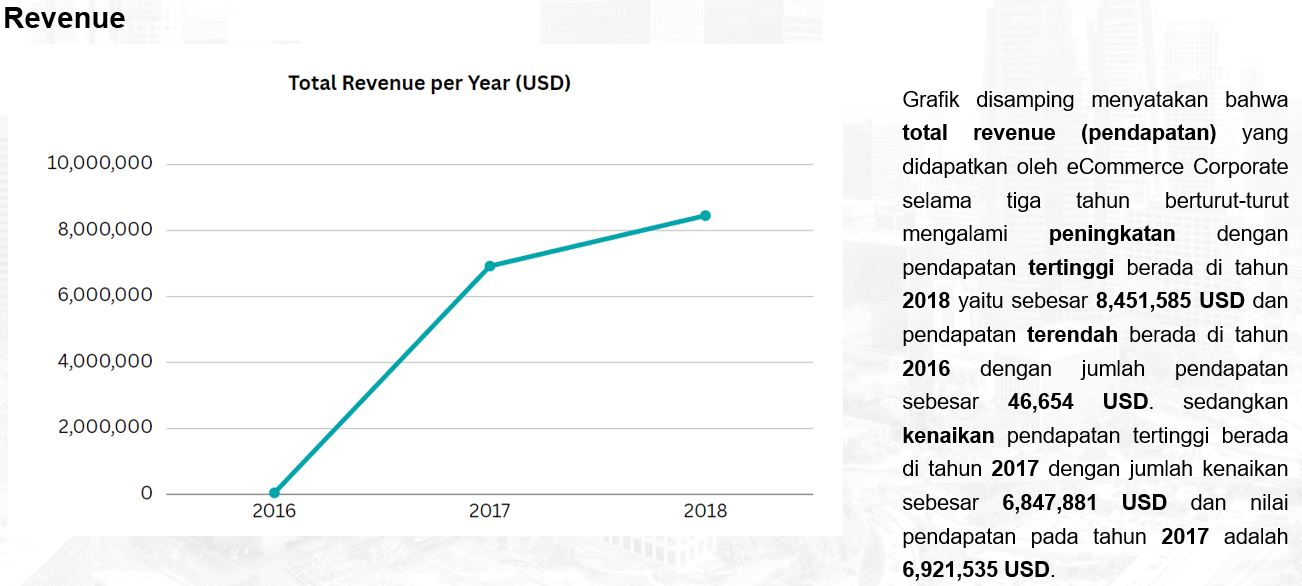 Revenue
Total Revenue per Year (USD)
10,000,000
8,000,000
6,000,000
4,000,000
2,000,000
0
2016
2017
2018
Grafik disamping menyatakan bahwa
total revenue (pendapatan) yang
didapatkan oleh eCommerce Corporate
selama tiga tahun berturut-turut
mengalami peningkatan dengan
pendapatan tertinggi berada di tahun
2018 yaitu sebesar 8,451,585 USD dan
pendapatan terendah berada di tahun
2016 dengan jumlah pendapatan
sebesar 46,654 USD. sedangkan
kenaikan pendapatan tertinggi berada
di tahun 2017 dengan jumlah kenaikan
sebesar 6,847,881 USD dan nilai
pendapatan pada tahun 2017 adalah
6,921,535 USD.